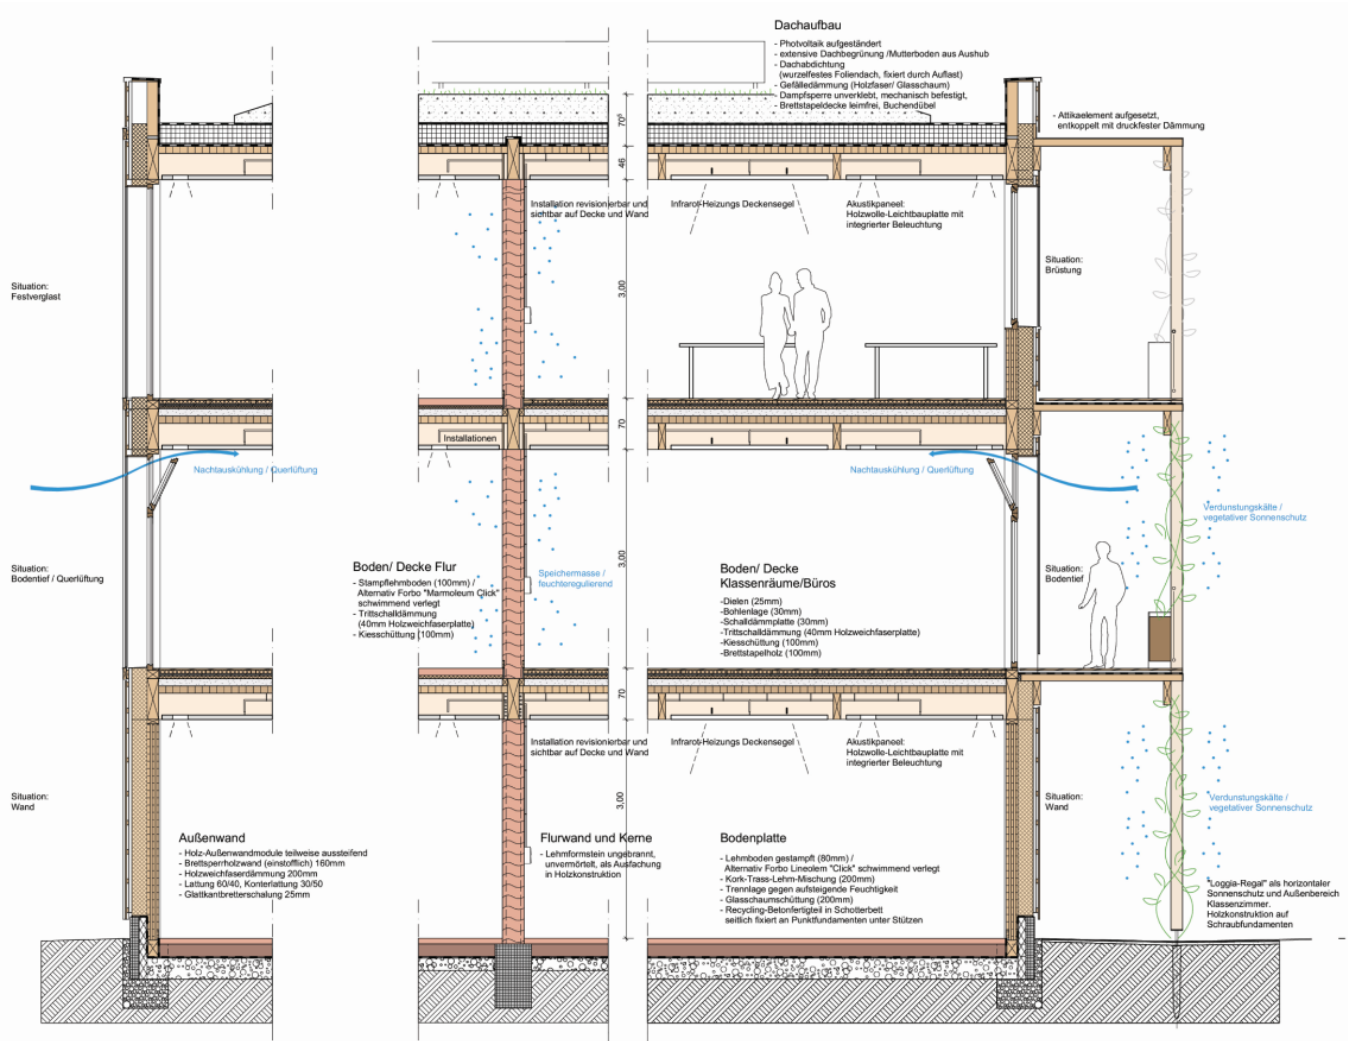 Dachaufbau
- Photvoltaik aufgeständert
- extensive Dachbegrünung /Mutterboden aus Aushub
- Dachabdichtung
(wurzelfestes Foliendach, fixiert durch Auflast)
- Gefälledämmung (Holzfaser/ Glasschaum)
- Dampfsperre unverklebt, mechanisch befestigt,
- Brettstapeldecke leimfrei, Buchendübel
- Attikaelement aufgesetzt,
entkoppelt mit druckfester Dämmung
70⁵
46
Installation revisionierbar und
sichtbar auf Decke und Wand
Infrarot-Heizungs Deckensegel
Akustikpaneel:
Holzwolle-Leichtbauplatte mit
integrierter Beleuchtung
Situation:
Festverglast
3,00
Situation:
Brüstung
70
Installationen
Nachtauskühlung / Querlüftung
Nachtauskühlung / Querlüftung
Verdunstungskälte /
vegetativer Sonnenschutz
Situation:
Bodentief / Querlüftung
Boden/ Decke Flur
- Stampflehmboden (100mm) /
Alternativ Forbo "Marmoleum Click"
schwimmend verlegt
- Trittschalldämmung
(40mm Holzweichfaserplatte)
- Kiesschüttung (100mm)
Speichermasse /
feuchteregulierend
3,00
Boden/ Decke
Klassenräume/Büros
-Dielen (25mm)
-Bohlenlage (30mm)
-Schalldämmplatte (30mm)
-Trittschalldämmung (40mm Holzweichfaserplatte)
-Kiesschüttung (100mm)
-Brettstapelholz (100mm)
Situation:
Bodentief
70
Installation revisionierbar und
sichtbar auf Decke und Wand
Infrarot-Heizungs Deckensegel
Akustikpaneel:
Holzwolle-Leichtbauplatte mit
integrierter Beleuchtung
Situation:
Wand
3,00
Situation:
Wand
Verdunstungskälte /
vegetativer Sonnenschutz
Außenwand
- Holz-Außenwandmodule teilweise aussteifend
- Brettsperrholzwand (einstofflich) 160mm
- Holzweichfaserdämmung 200mm
- Lattung 60/40, Konterlattung 30/50
- Glattkantbretterschalung 25mm
Flurwand und Kerne
- Lehmformstein ungebrannt,
unvermörtelt, als Ausfachung
in Holzkonstruktion
Bodenplatte
- Lehmboden gestampft (80mm) /
Alternativ Forbo Lineolem "Click" schwimmend verlegt
- Kork-Trass-Lehm-Mischung (200mm)
- Trennlage gegen aufsteigende Feuchtigkeit
- Glasschaumschüttung (200mm)
- Recycling-Betonfertigteil in Schotterbett
seitlich fixiert an Punktfundamenten unter Stützen
"Loggia-Regal" als horizontaler
Sonnenschutz und Außenbereich
Klassenzimmer.
Holzkonstruktion auf
Schraubfundamenten